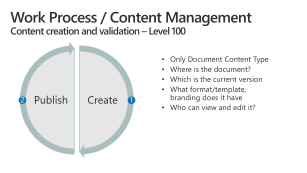 Work Process / Content Management
Content creation and validation – Level 100
2
Publish
Create
1
• Only Document Content Type
• Where is the document?
• Which is the current version
• What format/template,
branding does it have
• Who can view and edit it?